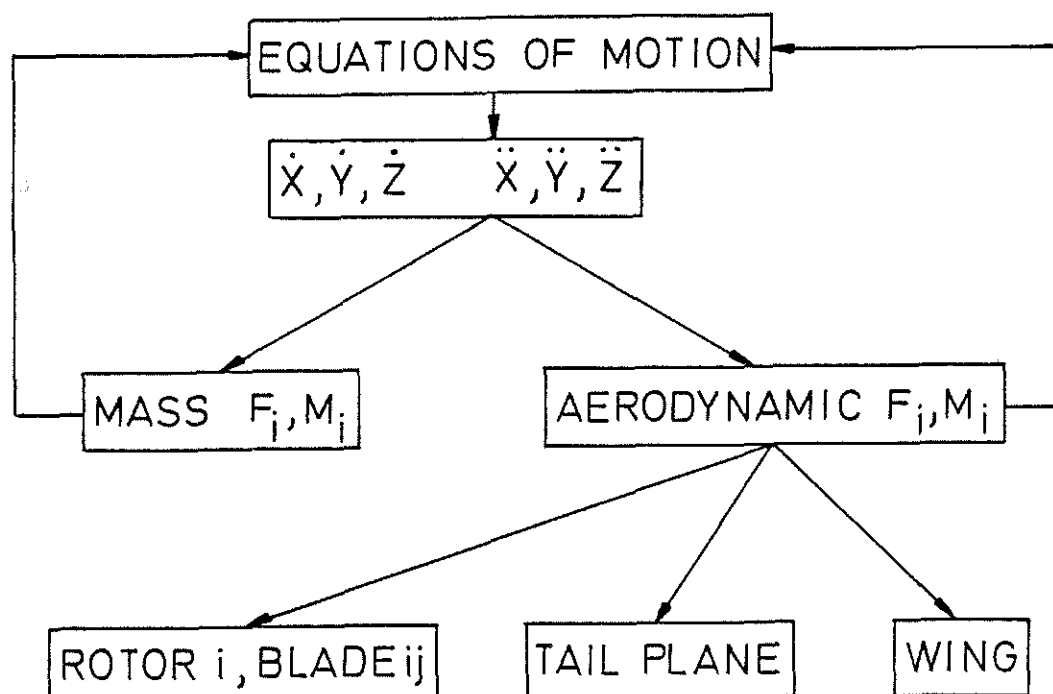 EQUATIONS OF MOTION
Ẋ, Ẏ, Ż Ẍ, Ÿ, Z̈
MASS Fᵢ, Mᵢ
AERODYNAMIC Fᵢ, Mᵢ
ROTOR i, BLADE ij
TAIL PLANE
WING